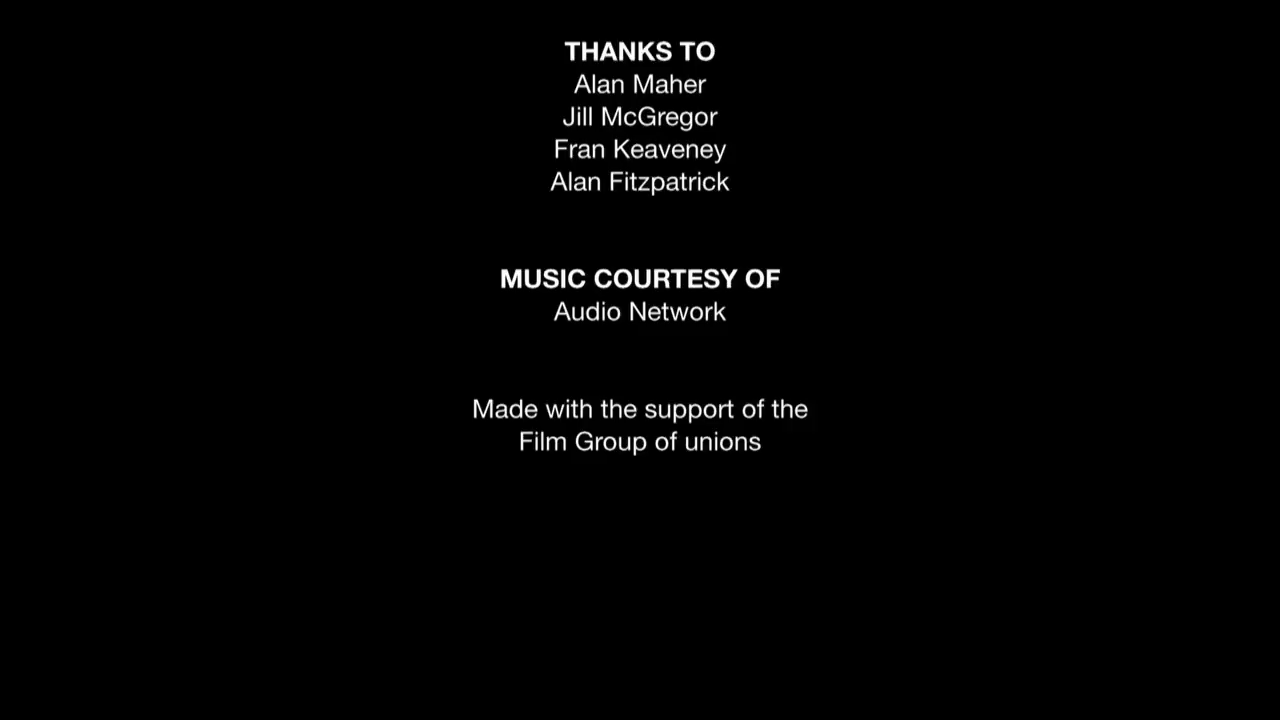 THANKS TO
Alan Maher
Jill McGregor
Fran Keaveney
Alan Fitzpatrick
MUSIC COURTESY OF
Audio Network
Made with the support of the
Film Group of unions